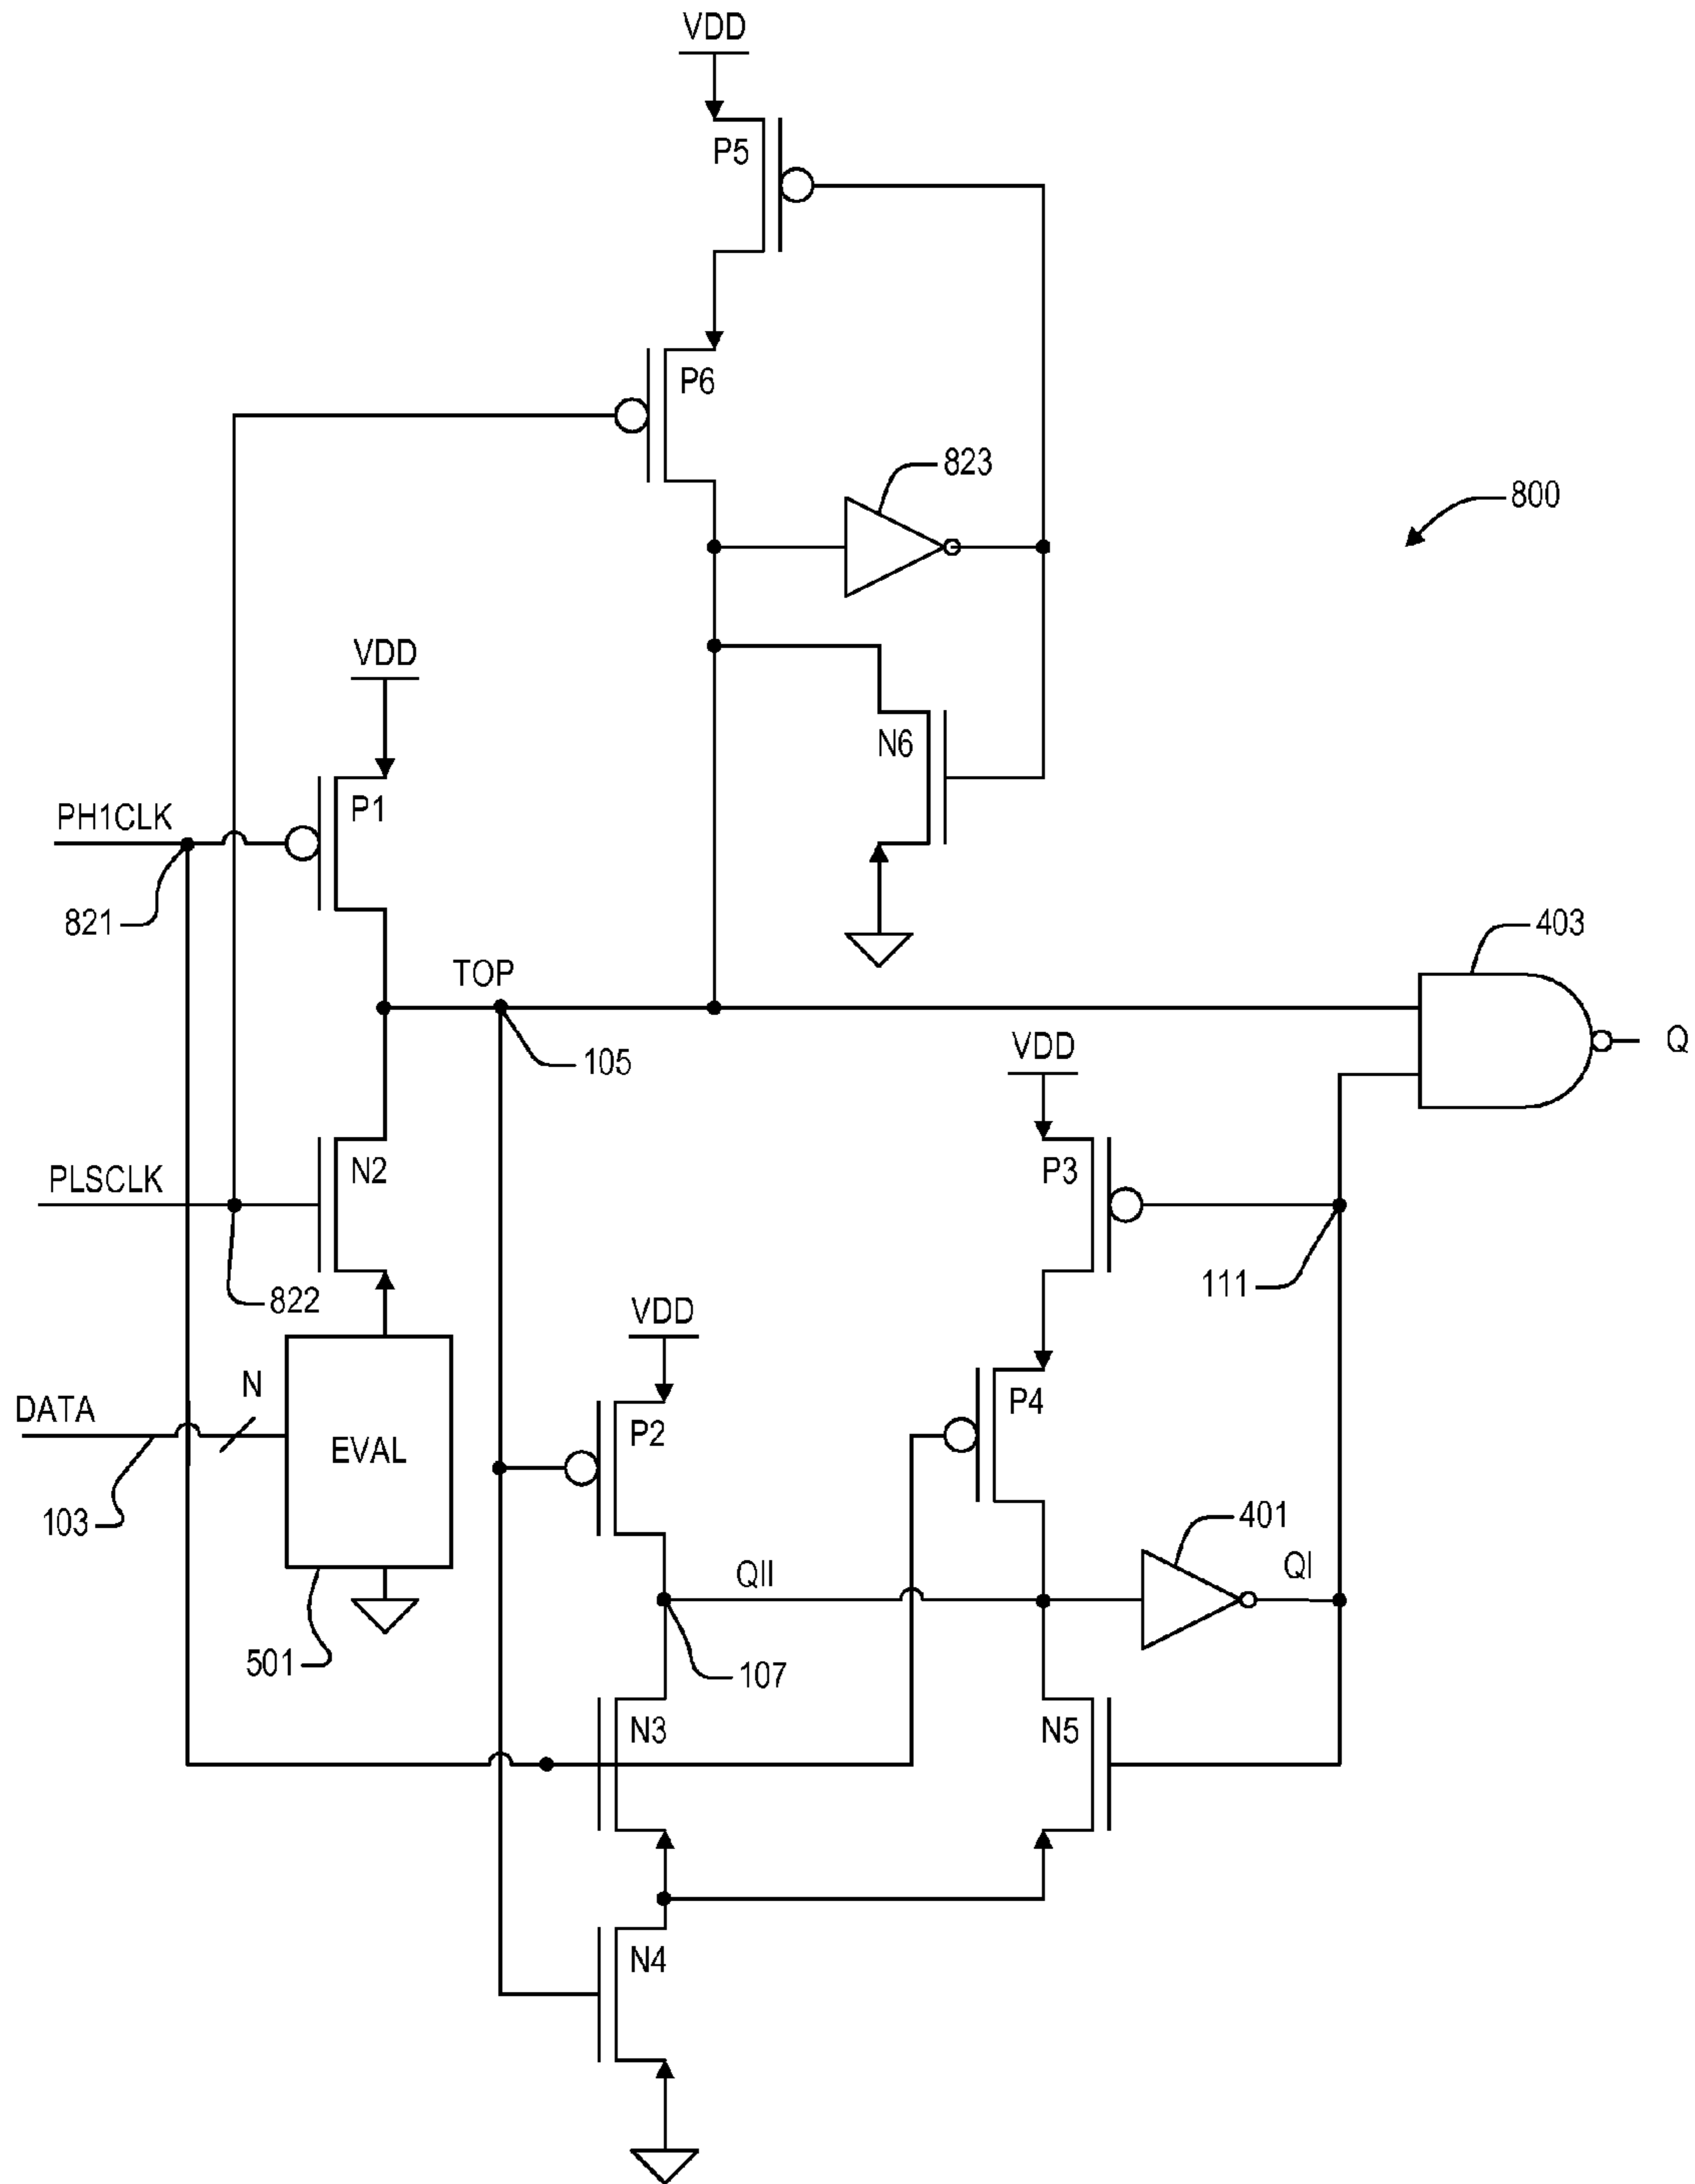 VDD
P5
P6
823
800
VDD
N6
P1
PH1CLK
821
403
TOP
Q
105
VDD
PLSCLK
N2
P3
822
111
VDD
N
P4
DATA
P2
EVAL
103
401
QII
QI
501
107
N3
N5
N4